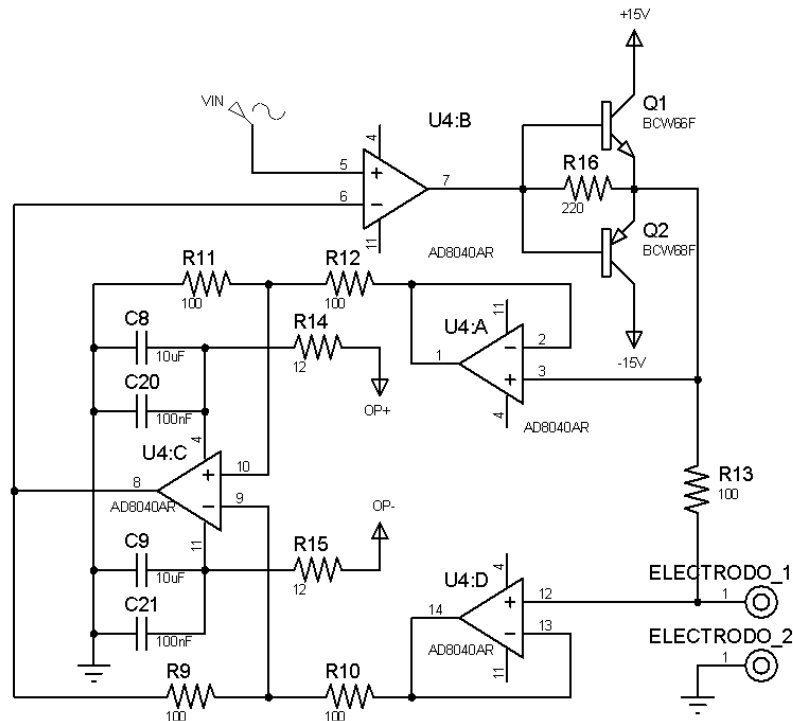 +15V
VIN
U4:B
4
5
+
6
−
7
11
AD8040AR
Q1
BCW66F
R16
220
Q2
BCW68F
-15V
R11
100
R12
100
C8
10uF
R14
12
OP+
C20
100nF
U4:A
11
2
−
1
3
+
4
AD8040AR
U4:C
4
10
+
8
9
−
AD8040AR
11
R13
100
OP-
C9
10uF
R15
12
C21
100nF
U4:D
4
12
+
14
13
−
AD8040AR
11
ELECTRODO_1
1
ELECTRODO_2
1
R9
100
R10
100